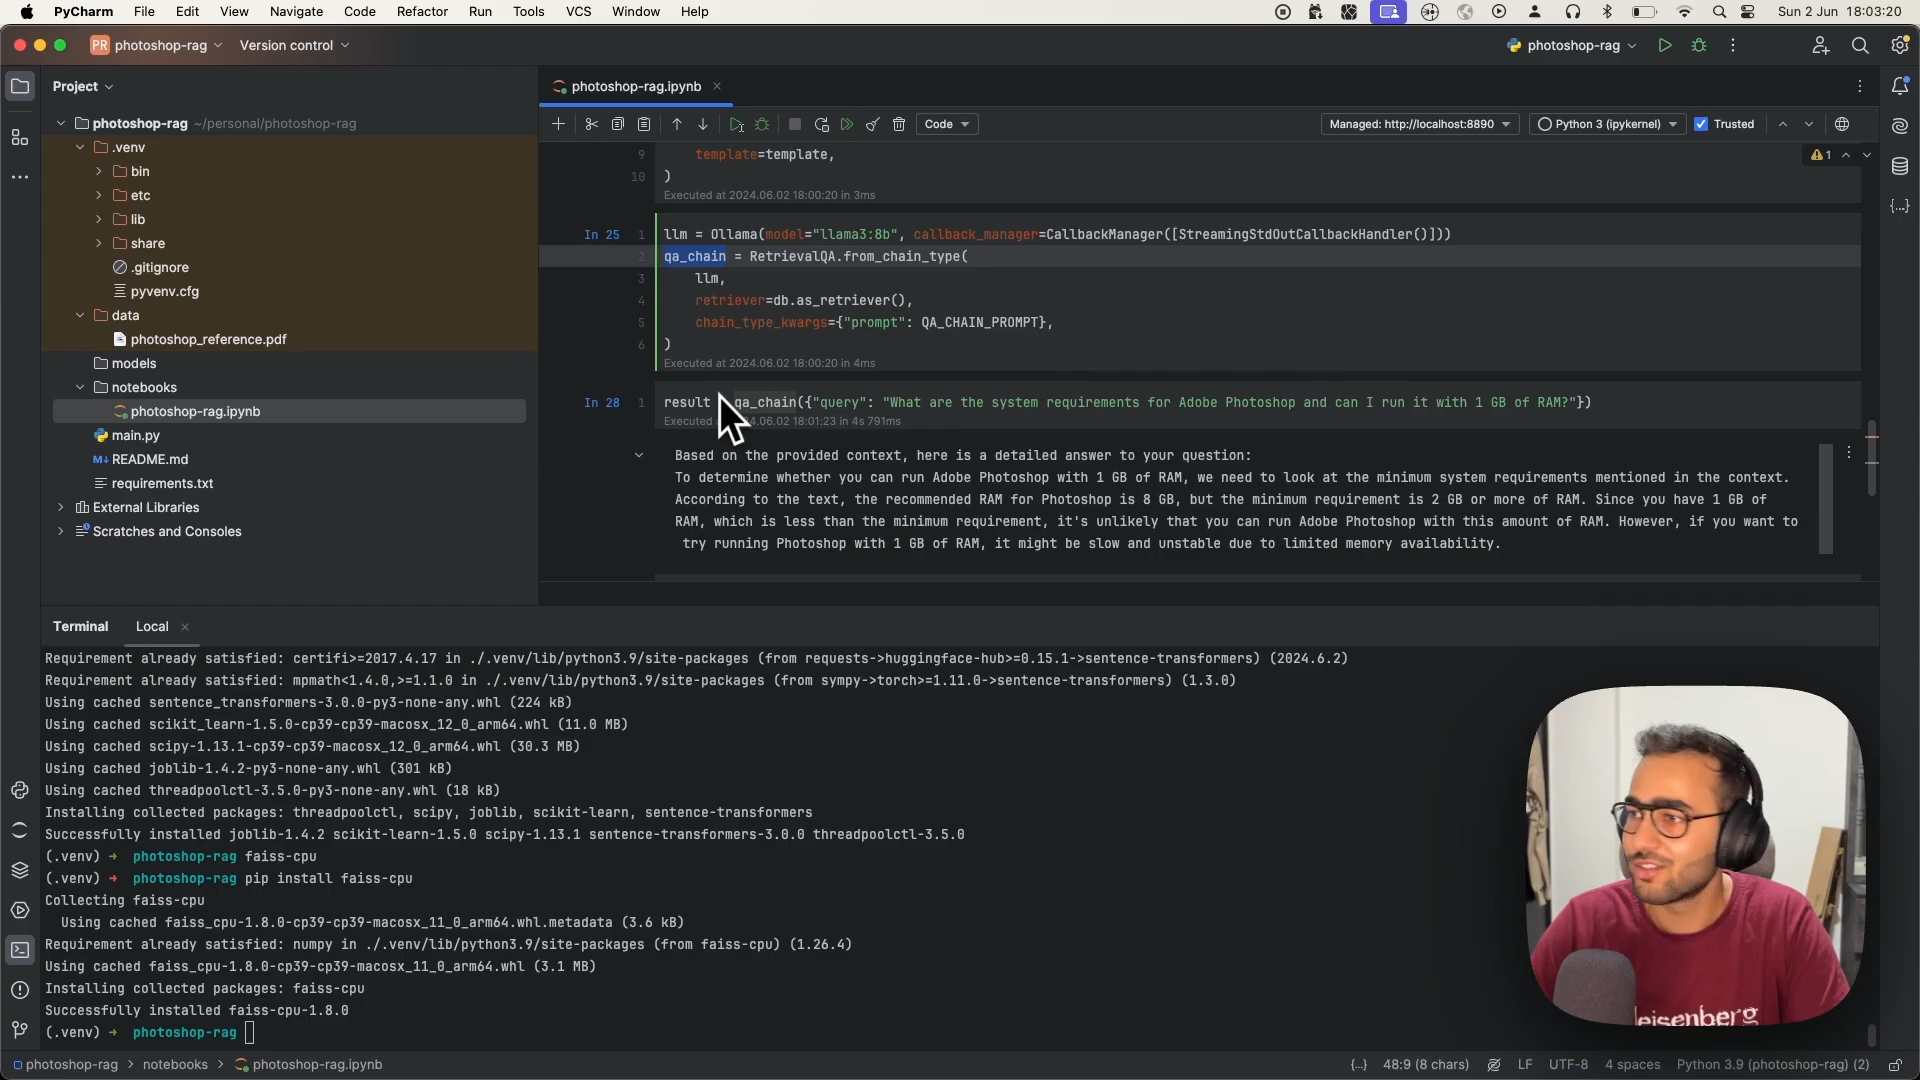 PyCharm File Edit View Navigate Code Refactor Run Tools VCS Window Help Sun 2 Jun 18:03:20
PR photoshop-rag Version control photoshop-rag
Project
photoshop-rag ~/personal/photoshop-rag
.venv
bin
etc
lib
share
.gitignore
pyvenv.cfg
data
photoshop_reference.pdf
models
notebooks
photoshop-rag.ipynb
main.py
M↓ README.md
requirements.txt
External Libraries
Scratches and Consoles
photoshop-rag.ipynb
Code Managed: http://localhost:8890 Python 3 (ipykernel) Trusted
1
9 template=template,
10 )
Executed at 2024.06.02 18:00:20 in 3ms
In 25 1 llm = Ollama(model="llama3:8b", callback_manager=CallbackManager([StreamingStdOutCallbackHandler()]))
2 qa_chain = RetrievalQA.from_chain_type(
3 llm,
4 retriever=db.as_retriever(),
5 chain_type_kwargs={"prompt": QA_CHAIN_PROMPT},
6 )
Executed at 2024.06.02 18:00:20 in 4ms
In 28 1 result qa_chain({"query": "What are the system requirements for Adobe Photoshop and can I run it with 1 GB of RAM?"})
Executed 06.02 18:01:23 in 4s 791ms
Based on the provided context, here is a detailed answer to your question:
To determine whether you can run Adobe Photoshop with 1 GB of RAM, we need to look at the minimum system requirements mentioned in the context.
According to the text, the recommended RAM for Photoshop is 8 GB, but the minimum requirement is 2 GB or more of RAM. Since you have 1 GB of
RAM, which is less than the minimum requirement, it's unlikely that you can run Adobe Photoshop with this amount of RAM. However, if you want to
try running Photoshop with 1 GB of RAM, it might be slow and unstable due to limited memory availability.
Terminal Local
Requirement already satisfied: certifi>=2017.4.17 in ./.venv/lib/python3.9/site-packages (from requests->huggingface-hub>=0.15.1->sentence-transformers) (2024.6.2)
Requirement already satisfied: mpmath<1.4.0,>=1.1.0 in ./.venv/lib/python3.9/site-packages (from sympy->torch>=1.11.0->sentence-transformers) (1.3.0)
Using cached sentence_transformers-3.0.0-py3-none-any.whl (224 kB)
Using cached scikit_learn-1.5.0-cp39-cp39-macosx_12_0_arm64.whl (11.0 MB)
Using cached scipy-1.13.1-cp39-cp39-macosx_12_0_arm64.whl (30.3 MB)
Using cached joblib-1.4.2-py3-none-any.whl (301 kB)
Using cached threadpoolctl-3.5.0-py3-none-any.whl (18 kB)
Installing collected packages: threadpoolctl, scipy, joblib, scikit-learn, sentence-transformers
Successfully installed joblib-1.4.2 scikit-learn-1.5.0 scipy-1.13.1 sentence-transformers-3.0.0 threadpoolctl-3.5.0
(.venv) → photoshop-rag faiss-cpu
(.venv) → photoshop-rag pip install faiss-cpu
Collecting faiss-cpu
Using cached faiss_cpu-1.8.0-cp39-cp39-macosx_11_0_arm64.whl.metadata (3.6 kB)
Requirement already satisfied: numpy in ./.venv/lib/python3.9/site-packages (from faiss-cpu) (1.26.4)
Using cached faiss_cpu-1.8.0-cp39-cp39-macosx_11_0_arm64.whl (3.1 MB)
Installing collected packages: faiss-cpu
Successfully installed faiss-cpu-1.8.0
(.venv) → photoshop-rag
eisenberg
photoshop-rag > notebooks > photoshop-rag.ipynb {...} 48:9 (8 chars) LF UTF-8 4 spaces Python 3.9 (photoshop-rag) (2)